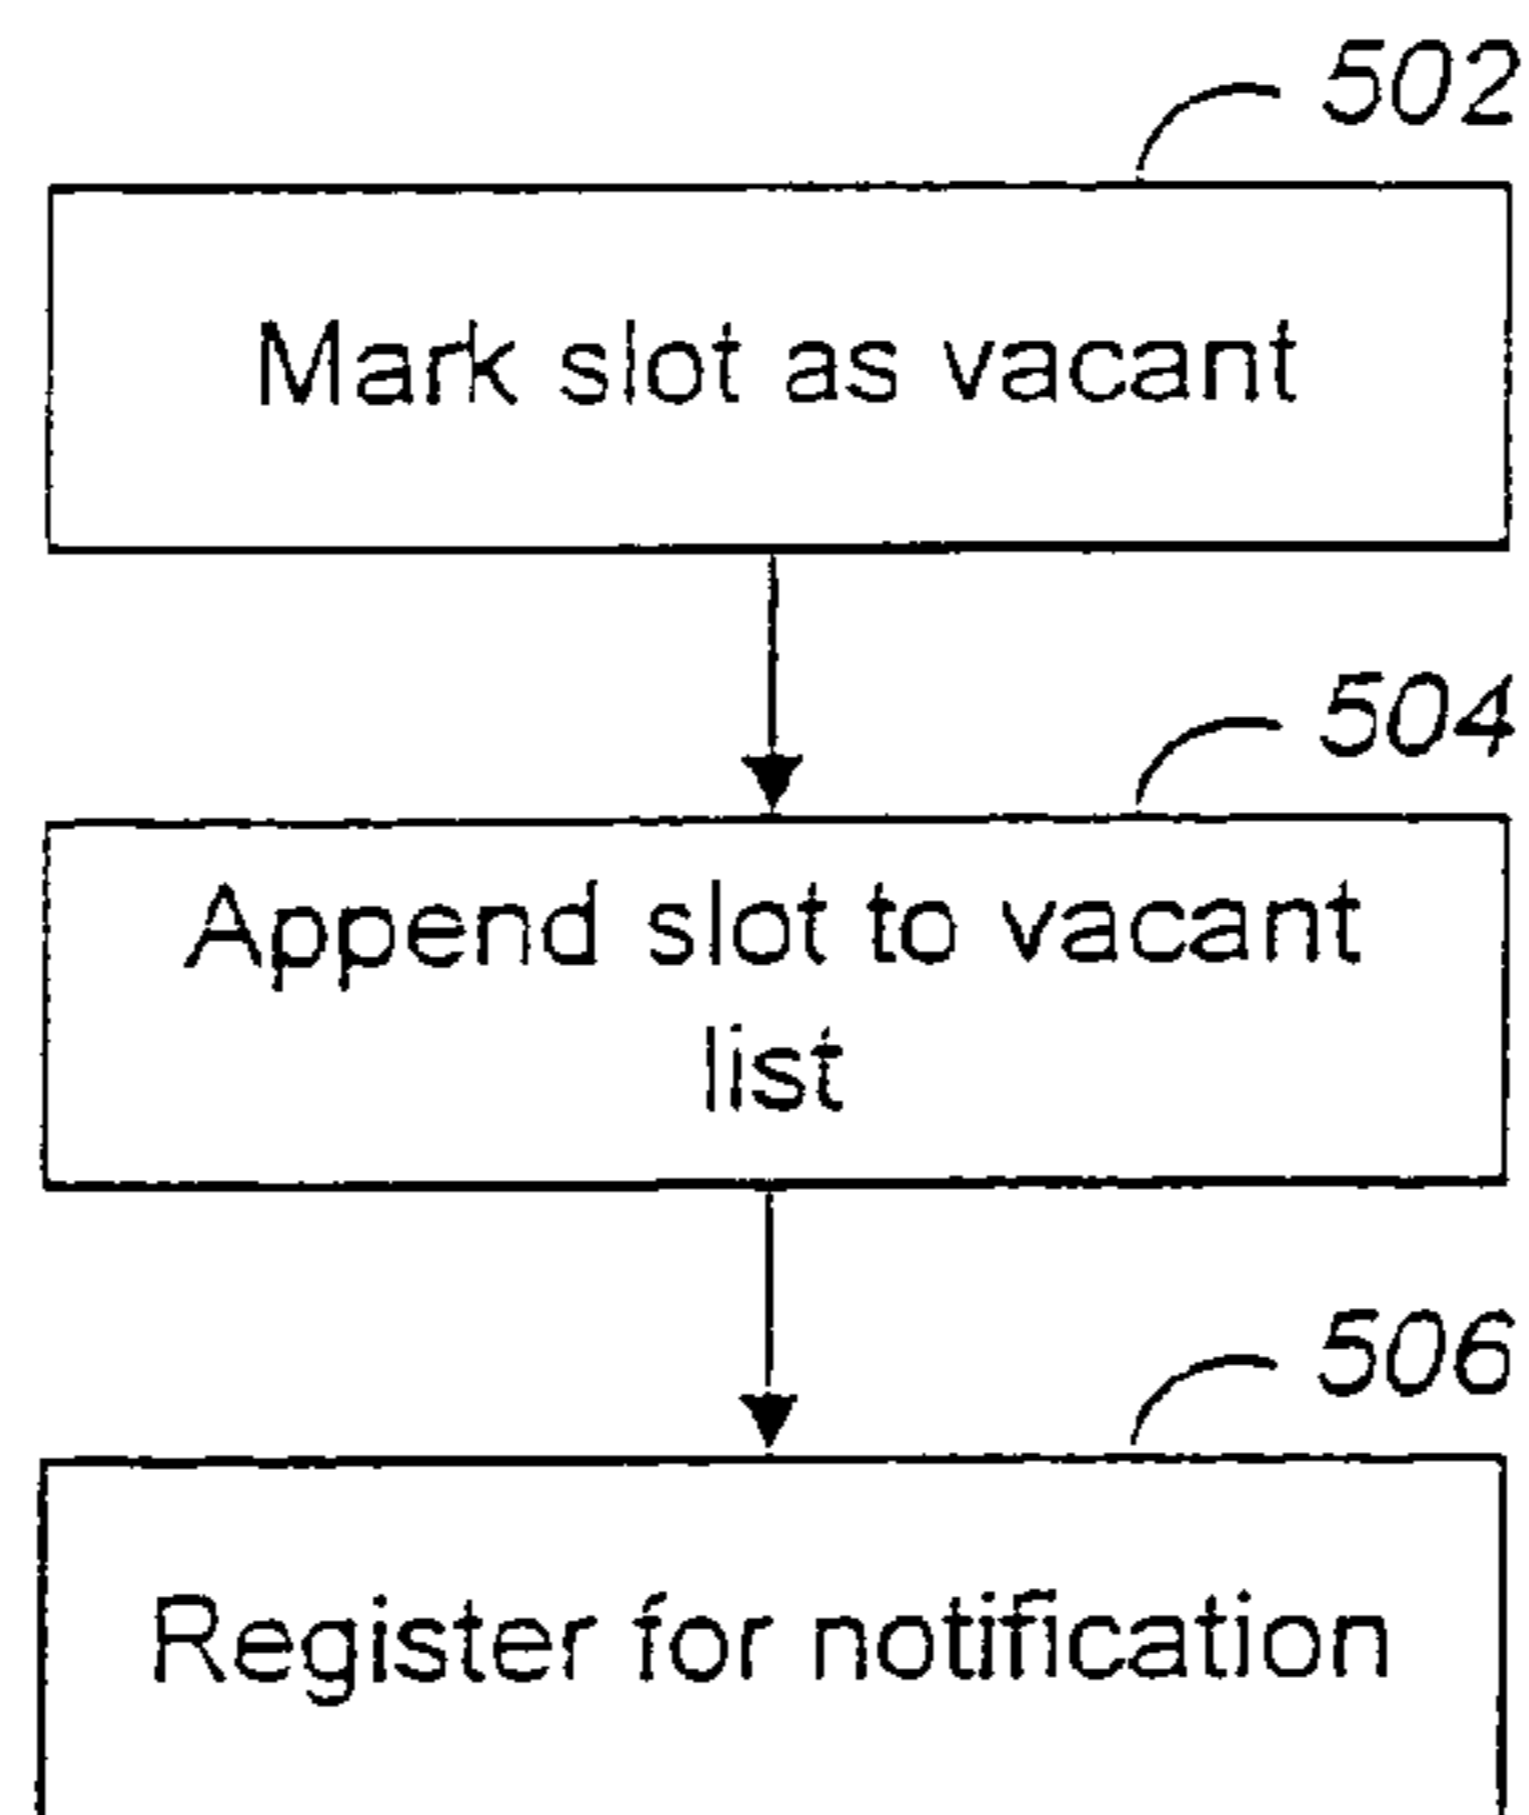 502
Mark slot as vacant
504
Append slot to vacant
list
506
Register for notification